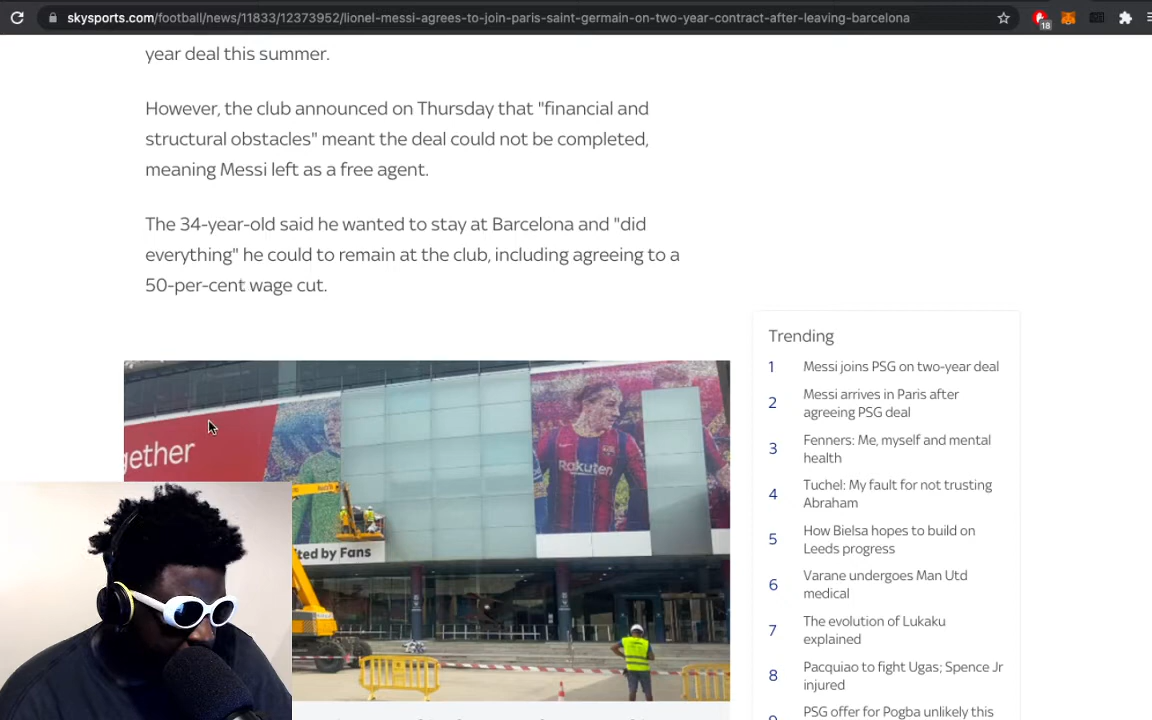 skysports.com/football/news/11833/12373952/lionel-messi-agrees-to-join-paris-saint-germain-on-two-year-contract-after-leaving-barcelona
18
year deal this summer.
However, the club announced on Thursday that "financial and
structural obstacles" meant the deal could not be completed,
meaning Messi left as a free agent.
The 34-year-old said he wanted to stay at Barcelona and "did
everything" he could to remain at the club, including agreeing to a
50-per-cent wage cut.
gether
Rakuten
ted by Fans
Trending
1 Messi joins PSG on two-year deal
2 Messi arrives in Paris after
agreeing PSG deal
3 Fenners: Me, myself and mental
health
4 Tuchel: My fault for not trusting
Abraham
5 How Bielsa hopes to build on
Leeds progress
6 Varane undergoes Man Utd
medical
7 The evolution of Lukaku
explained
8 Pacquiao to fight Ugas; Spence Jr
injured
PSG offer for Pogba unlikely this